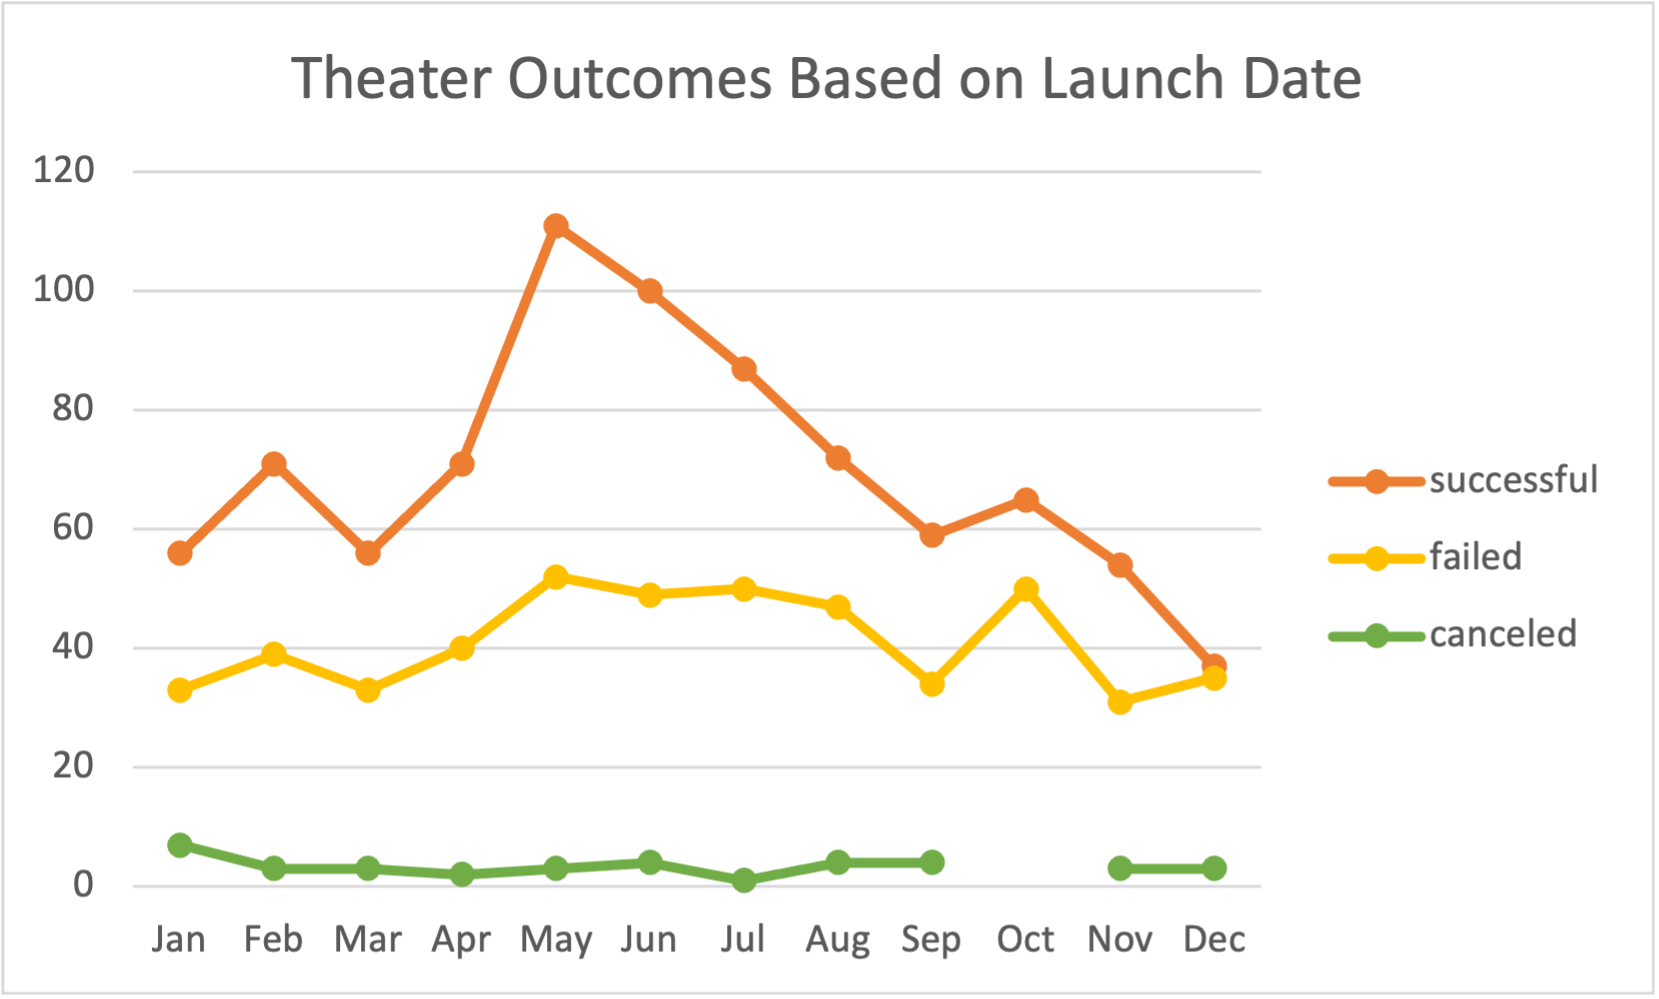 Theater Outcomes Based on Launch Date
120
100
80
60
40
20
0
Jan Feb Mar Apr May Jun Jul Aug Sep Oct Nov Dec
successful
failed
canceled